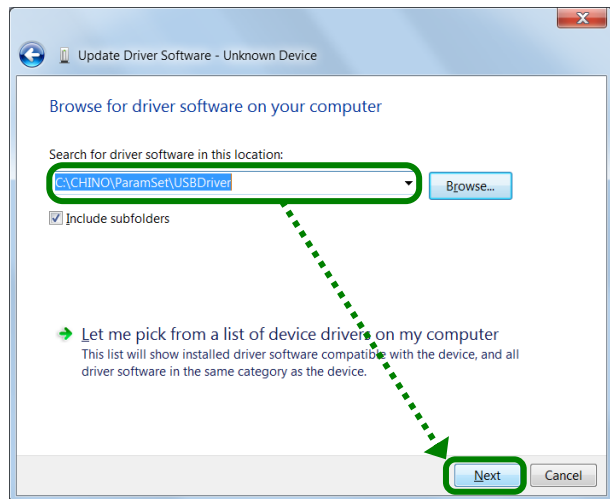 Update Driver Software - Unknown Device
Browse for driver software on your computer
Search for driver software in this location:
C:\CHINO\ParamSet\USBDriver
Browse...
Include subfolders
Let me pick from a list of device drivers on my computer
This list will show installed driver software compatible with the device, and all
driver software in the same category as the device.
Next
Cancel